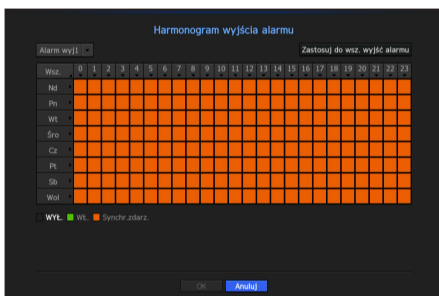 Harmonogram wyjścia alarmu
Alarm wyj1 Zastosuj do wsz. wyjść alarmu
Wsz. 0 1 2 3 4 5 6 7 8 9 10 11 12 13 14 15 16 17 18 19 20 21 22 23
Nd
Pn
Wt
Śro
Cz
Pt
Sb
Wol
WYŁ. Wł. Synchr.zdarz.
OK Anuluj